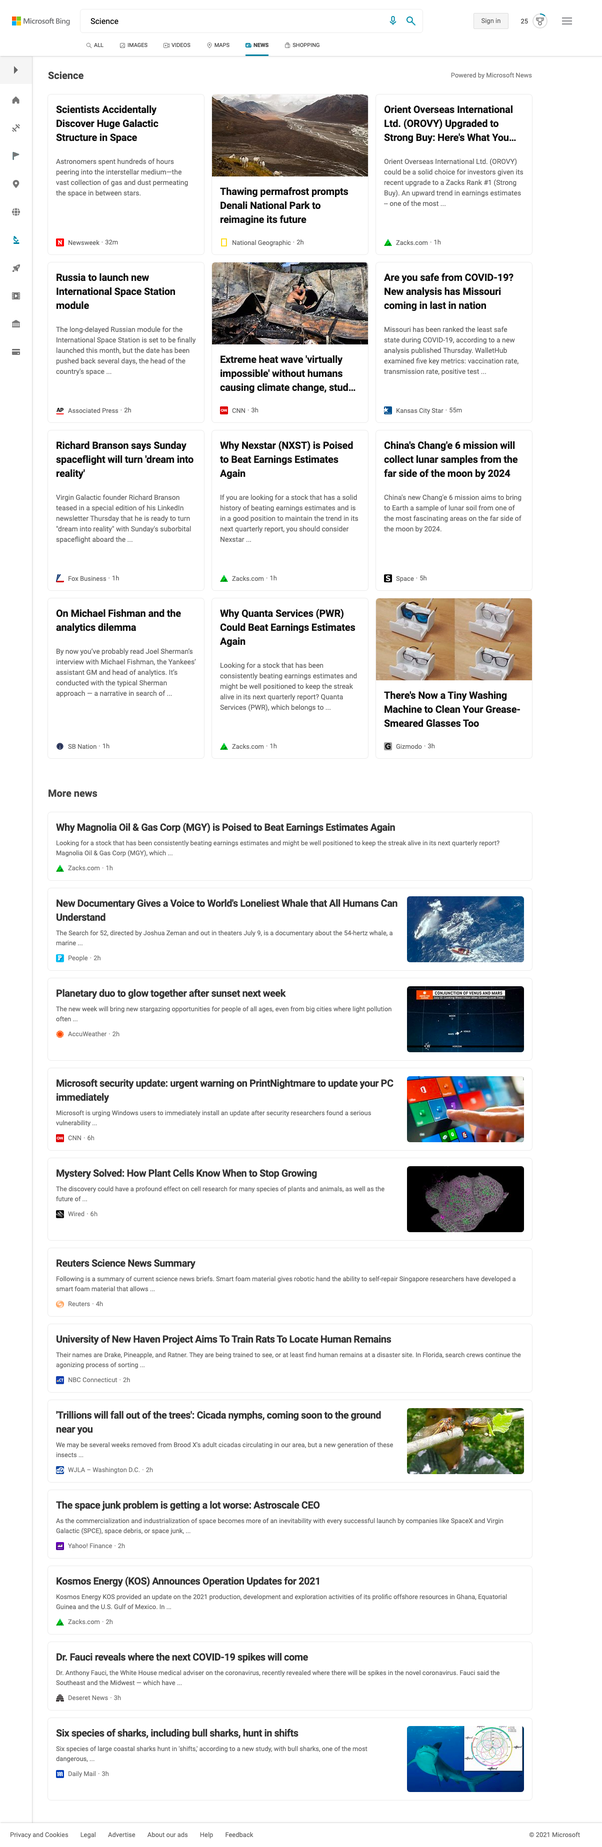 Microsoft Bing
Science
Sign in
25
ALL
IMAGES
VIDEOS
MAPS
NEWS
SHOPPING
Science
Powered by Microsoft News
Scientists Accidentally
Discover Huge Galactic
Structure in Space
Astronomers spent hundreds of hours
peering into the interstellar medium—the
vast collection of gas and dust permeating
the space in between stars.
Newsweek · 32m
Thawing permafrost prompts
Denali National Park to
reimagine its future
National Geographic · 2h
Orient Overseas International
Ltd. (OROVY) Upgraded to
Strong Buy: Here's What You...
Orient Overseas International Ltd. (OROVY)
could be a solid choice for investors given its
recent upgrade to a Zacks Rank #1 (Strong
Buy). An upward trend in earnings estimates
– one of the most ...
Zacks.com · 1h
Russia to launch new
International Space Station
module
The long-delayed Russian module for the
International Space Station is set to be finally
launched this month, but the date has been
pushed back several days, the head of the
country's space ...
AP
Associated Press · 2h
Extreme heat wave 'virtually
impossible' without humans
causing climate change, stud...
CNN · 3h
Are you safe from COVID-19?
New analysis has Missouri
coming in last in nation
Missouri has been ranked the least safe
state during COVID-19, according to a new
analysis published Thursday. WalletHub
examined five key metrics: vaccination rate,
transmission rate, positive test ...
Kansas City Star · 55m
Richard Branson says Sunday
spaceflight will turn 'dream into
reality'
Virgin Galactic founder Richard Branson
teased in a special edition of his LinkedIn
newsletter Thursday that he is ready to turn
"dream into reality" with Sunday's suborbital
spaceflight aboard the ...
Fox Business · 1h
Why Nexstar (NXST) is Poised
to Beat Earnings Estimates
Again
If you are looking for a stock that has a solid
history of beating earnings estimates and is
in a good position to maintain the trend in its
next quarterly report, you should consider
Nexstar ...
Zacks.com · 1h
China's Chang'e 6 mission will
collect lunar samples from the
far side of the moon by 2024
China's new Chang'e 6 mission aims to bring
to Earth a sample of lunar soil from one of
the most fascinating areas on the far side of
the moon by 2024.
Space · 5h
On Michael Fishman and the
analytics dilemma
By now you've probably read Joel Sherman's
interview with Michael Fishman, the Yankees'
assistant GM and head of analytics. It's
conducted with the typical Sherman
approach — a narrative in search of ...
SB Nation · 1h
Why Quanta Services (PWR)
Could Beat Earnings Estimates
Again
Looking for a stock that has been
consistently beating earnings estimates and
might be well positioned to keep the streak
alive in its next quarterly report? Quanta
Services (PWR), which belongs to ...
Zacks.com · 1h
There's Now a Tiny Washing
Machine to Clean Your Grease-
Smeared Glasses Too
Gizmodo · 3h
More news
Why Magnolia Oil & Gas Corp (MGY) is Poised to Beat Earnings Estimates Again
Looking for a stock that has been consistently beating earnings estimates and might be well positioned to keep the streak alive in its next quarterly report?
Magnolia Oil & Gas Corp (MGY), which ...
Zacks.com · 1h
New Documentary Gives a Voice to World's Loneliest Whale that All Humans Can
Understand
The Search for 52, directed by Joshua Zeman and out in theaters July 9, is a documentary about the 54-hertz whale, a
marine ...
People · 2h
Planetary duo to glow together after sunset next week
The new week will bring new stargazing opportunities for people of all ages, even from big cities where light pollution
often ...
AccuWeather · 2h
CONJUNCTION OF VENUS AND MARS
Microsoft security update: urgent warning on PrintNightmare to update your PC
immediately
Microsoft is urging Windows users to immediately install an update after security researchers found a serious
vulnerability ...
CNN · 6h
Mystery Solved: How Plant Cells Know When to Stop Growing
The discovery could have a profound effect on cell research for many species of plants and animals, as well as the
future of ...
Wired · 6h
Reuters Science News Summary
Following is a summary of current science news briefs. Smart foam material gives robotic hand the ability to self-repair Singapore researchers have developed a
smart foam material that allows ...
Reuters · 4h
University of New Haven Project Aims To Train Rats To Locate Human Remains
Their names are Drake, Pineapple, and Ratner. They are being trained to see, or at least find human remains at a disaster site. In Florida, search crews continue the
agonizing process of sorting ...
NBC Connecticut · 2h
'Trillions will fall out of the trees': Cicada nymphs, coming soon to the ground
near you
We may be several weeks removed from Brood X's adult cicadas circulating in our area, but a new generation of these
insects ...
WJLA – Washington D.C. · 2h
The space junk problem is getting a lot worse: Astroscale CEO
As the commercialization and industrialization of space becomes more of an inevitability with every successful launch by companies like SpaceX and Virgin
Galactic (SPCE), space debris, or space junk, ...
Yahoo! Finance · 2h
Kosmos Energy (KOS) Announces Operation Updates for 2021
Kosmos Energy KOS provided an update on the 2021 production, development and exploration activities of its prolific offshore resources in Ghana, Equatorial
Guinea and the U.S. Gulf of Mexico. In ...
Zacks.com · 2h
Dr. Fauci reveals where the next COVID-19 spikes will come
Dr. Anthony Fauci, the White House medical adviser on the coronavirus, recently revealed where there will be spikes in the novel coronavirus. Fauci said the
Southeast and the Midwest — which have ...
Deseret News · 3h
Six species of sharks, including bull sharks, hunt in shifts
Six species of large coastal sharks hunt in 'shifts,' according to a new study, with bull sharks, one of the most
dangerous, ...
Daily Mail · 3h
Privacy and Cookies
Legal
Advertise
About our ads
Help
Feedback
© 2021 Microsoft